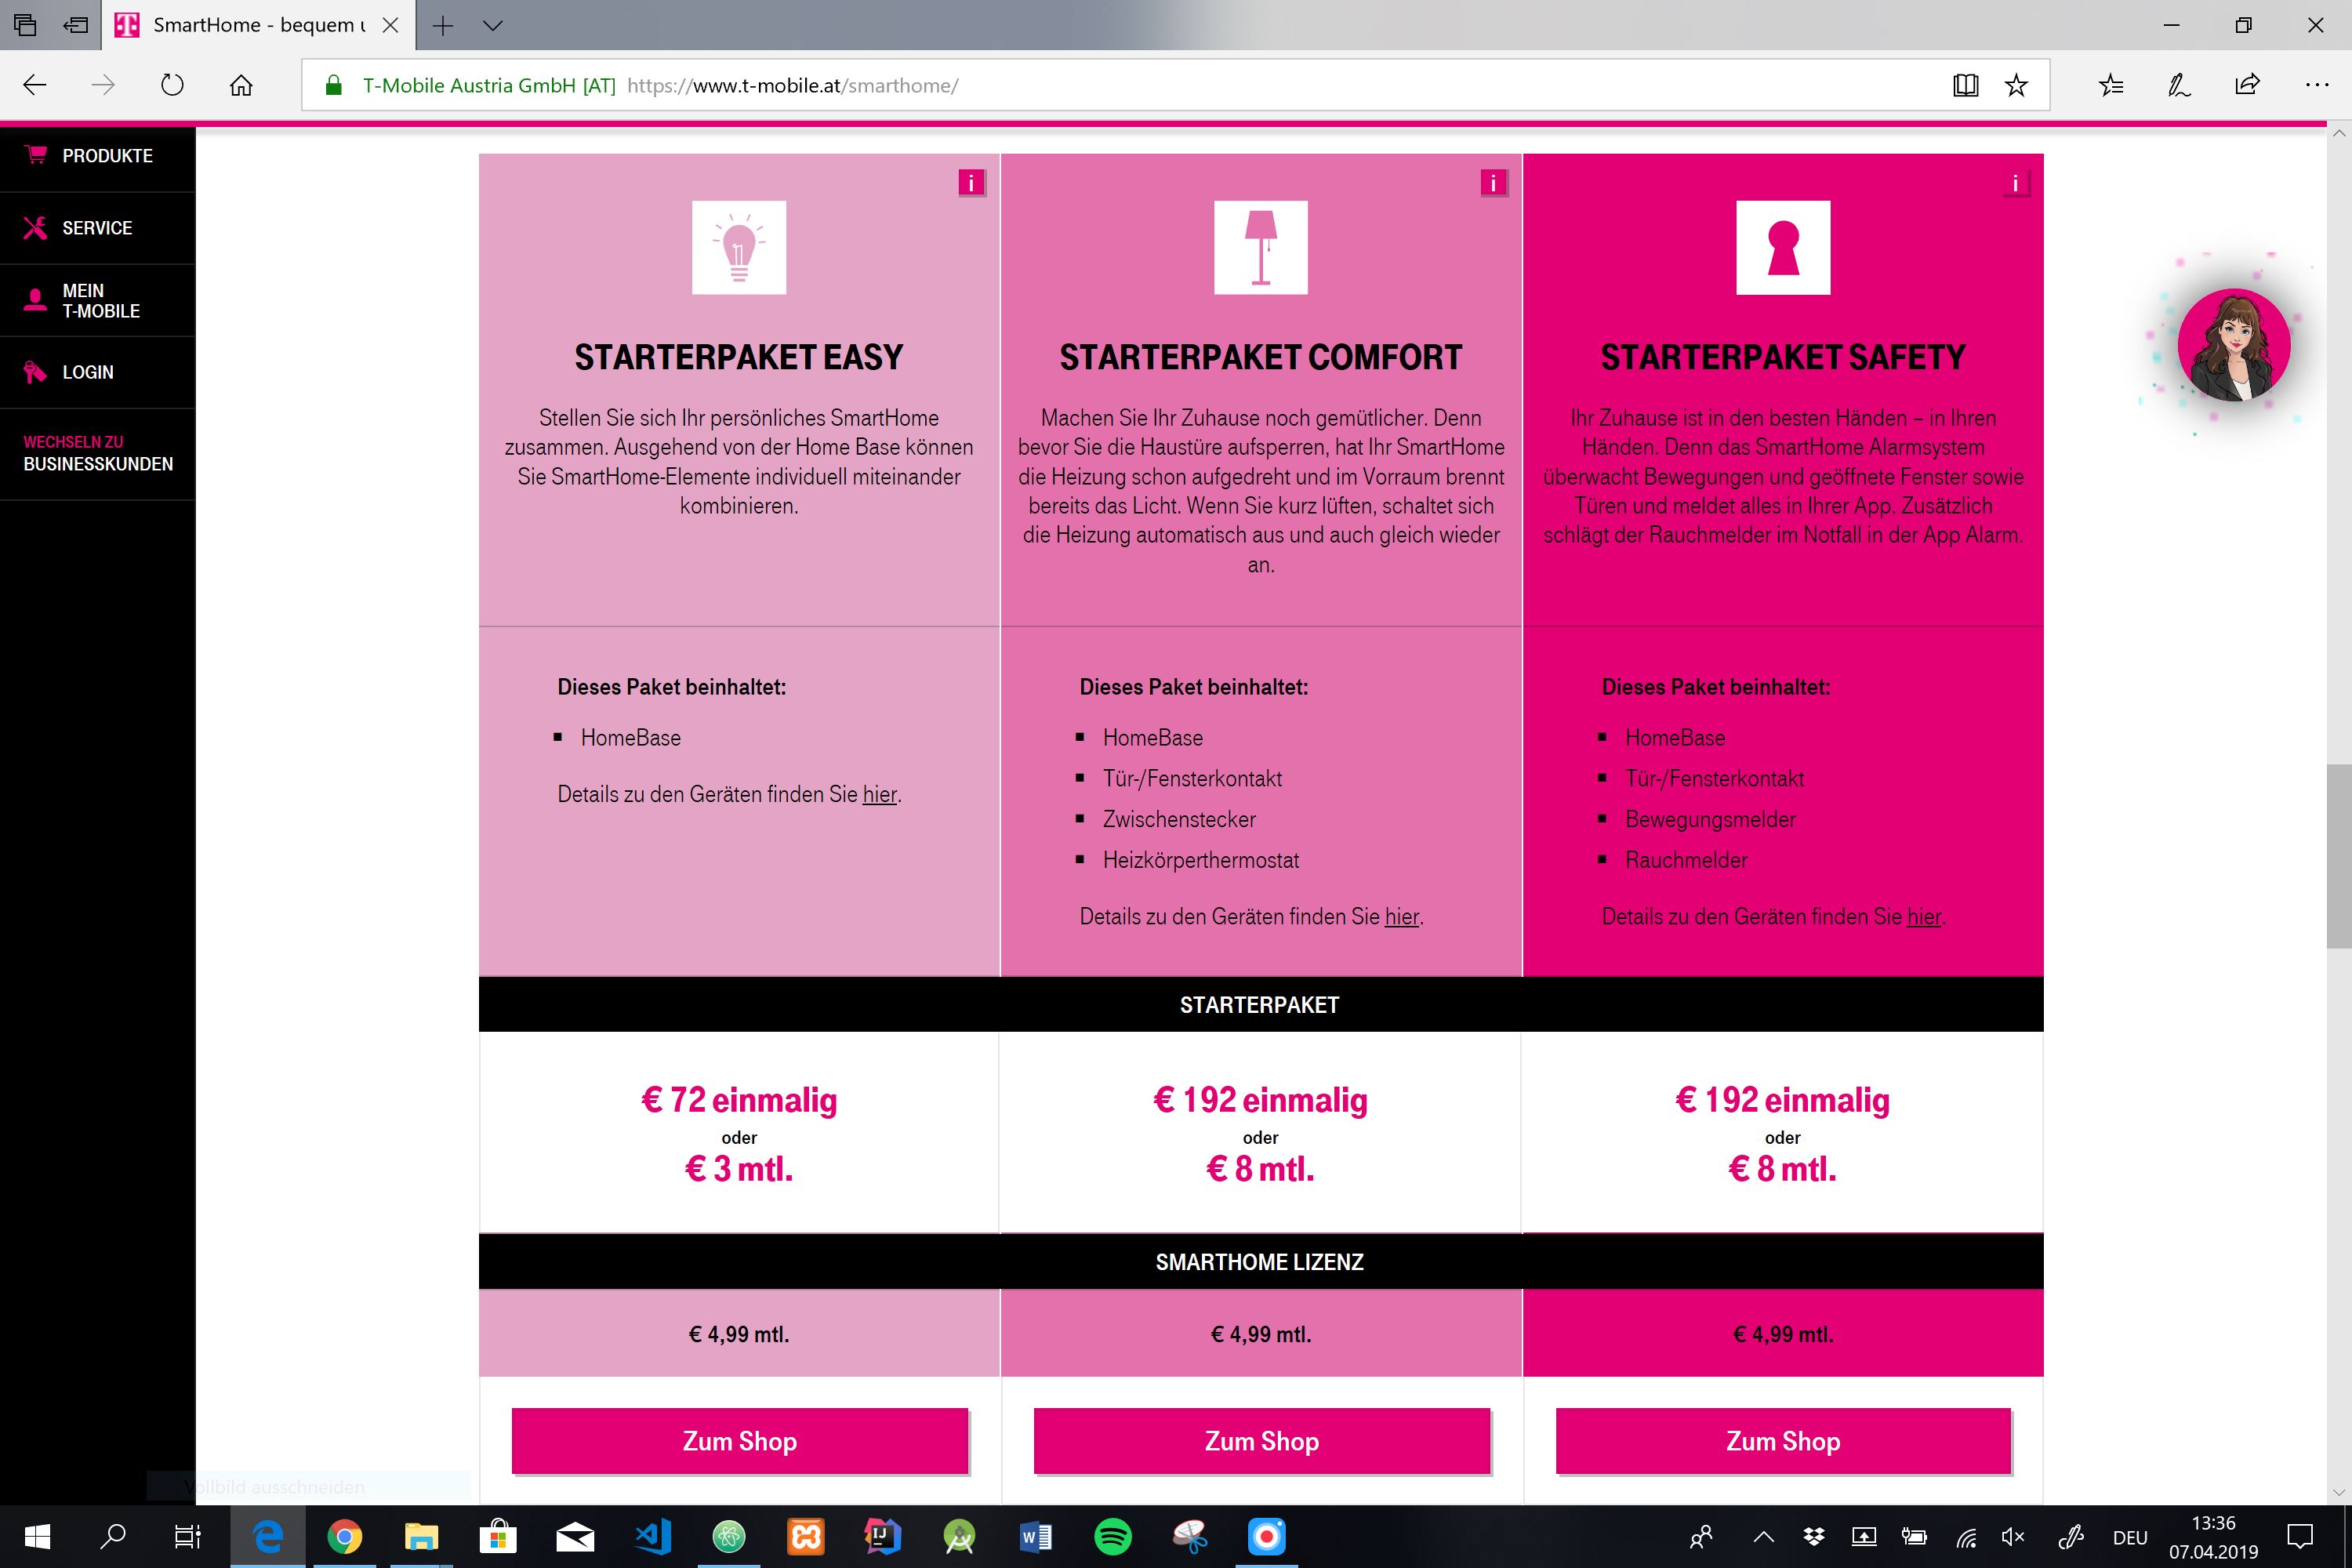 SmartHome - bequem u
T-Mobile Austria GmbH [AT] https://www.t-mobile.at/smarthome/
PRODUKTE
SERVICE
MEIN
T-MOBILE
LOGIN
WECHSELN ZU
BUSINESSKUNDEN
i
STARTERPAKET EASY
Stellen Sie sich Ihr persönliches SmartHome
zusammen. Ausgehend von der Home Base können
Sie SmartHome-Elemente individuell miteinander
kombinieren.
Dieses Paket beinhaltet:
HomeBase
Details zu den Geräten finden Sie hier.
i
STARTERPAKET COMFORT
Machen Sie Ihr Zuhause noch gemütlicher. Denn
bevor Sie die Haustüre aufsperren, hat Ihr SmartHome
die Heizung schon aufgedreht und im Vorraum brennt
bereits das Licht. Wenn Sie kurz lüften, schaltet sich
die Heizung automatisch aus und auch gleich wieder
an.
Dieses Paket beinhaltet:
HomeBase
Tür-/Fensterkontakt
Zwischenstecker
Heizkörperthermostat
Details zu den Geräten finden Sie hier.
i
STARTERPAKET SAFETY
Ihr Zuhause ist in den besten Händen – in Ihren
Händen. Denn das SmartHome Alarmsystem
überwacht Bewegungen und geöffnete Fenster sowie
Türen und meldet alles in Ihrer App. Zusätzlich
schlägt der Rauchmelder im Notfall in der App Alarm.
Dieses Paket beinhaltet:
HomeBase
Tür-/Fensterkontakt
Bewegungsmelder
Rauchmelder
Details zu den Geräten finden Sie hier.
STARTERPAKET
€ 72 einmalig
oder
€ 3 mtl.
€ 192 einmalig
oder
€ 8 mtl.
€ 192 einmalig
oder
€ 8 mtl.
SMARTHOME LIZENZ
€ 4,99 mtl.
€ 4,99 mtl.
€ 4,99 mtl.
Zum Shop
Zum Shop
Zum Shop
Vollbild ausschneiden
DEU
13:36
07.04.2019